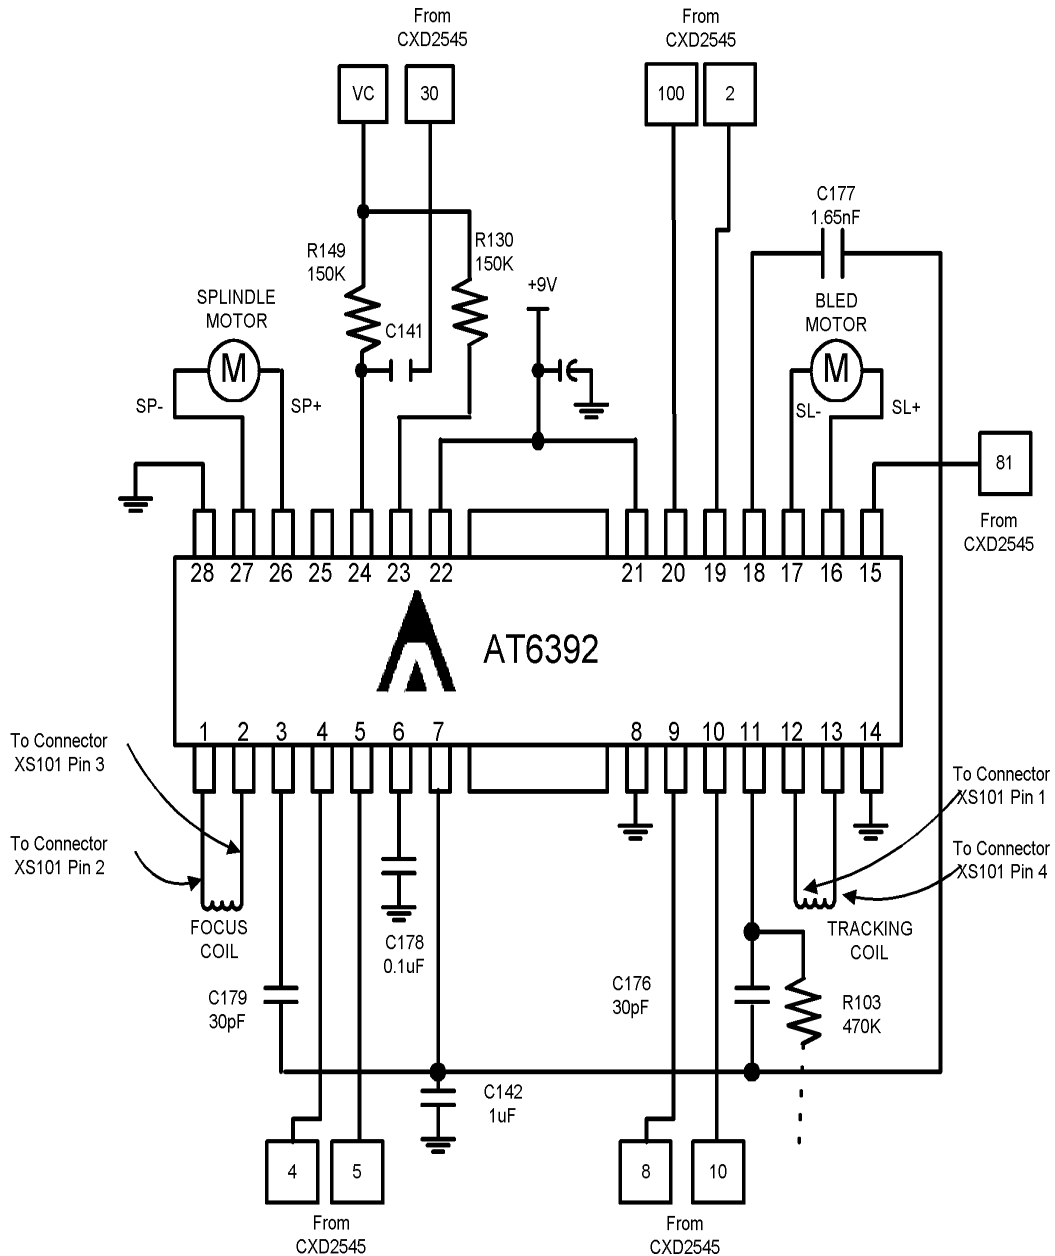 From
CXD2545
From
CXD2545
VC
30
100
2
C177
1.65nF
R149
150K
R130
150K
+9V
SPLINDLE
MOTOR
C141
BLED
MOTOR
M
M
SP-
SP+
SL-
SL+
81
From
CXD2545
28 27 26 25 24 23 22 21 20 19 18 17 16 15
AT6392
1 2 3 4 5 6 7 8 9 10 11 12 13 14
To Connector
XS101 Pin 3
To Connector
XS101 Pin 2
To Connector
XS101 Pin 1
To Connector
XS101 Pin 4
FOCUS
COIL
C178
0.1uF
TRACKING
COIL
C179
30pF
C176
30pF
R103
470K
C142
1uF
4
5
8
10
From
CXD2545
From
CXD2545